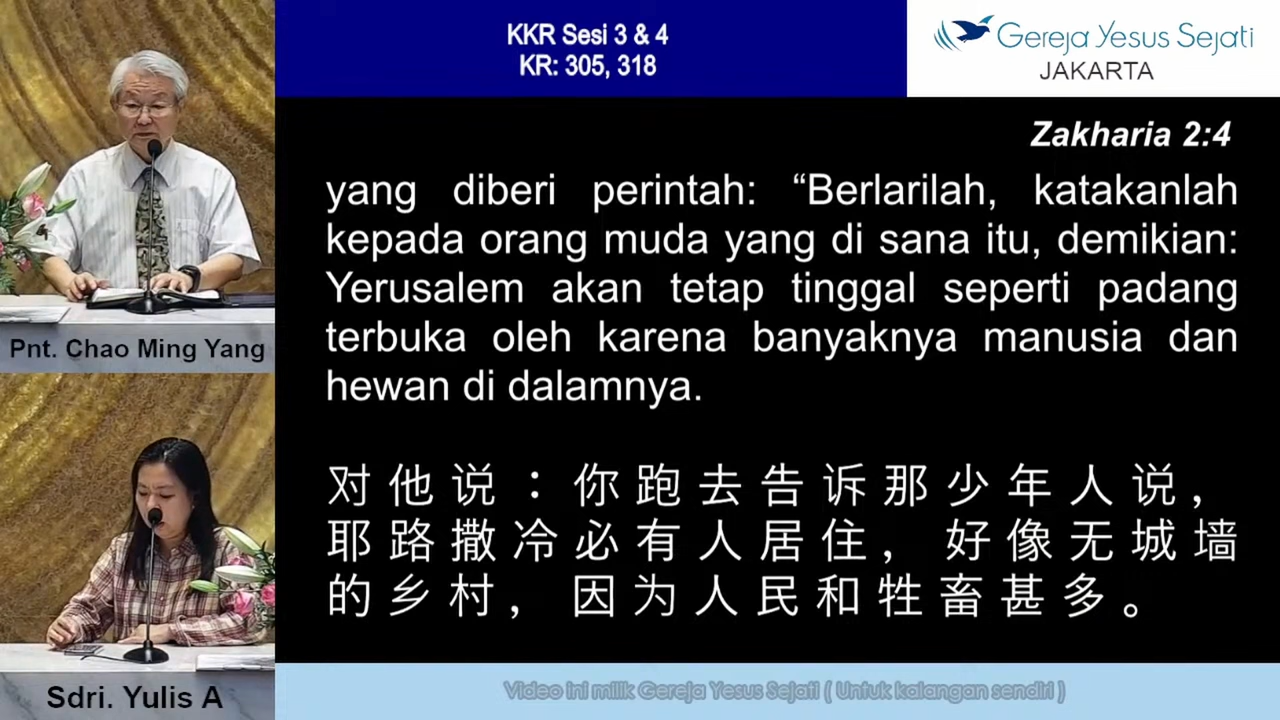 KKR Sesi 3 & 4
KR: 305, 318
Gereja Yesus Sejati
JAKARTA
Zakharia 2:4
yang diberi perintah: “Berlarilah, katakanlah
kepada orang muda yang di sana itu, demikian:
Yerusalem akan tetap tinggal seperti padang
terbuka oleh karena banyaknya manusia dan
hewan di dalamnya.
对他说：你跑去告诉那少年人说，
耶路撒冷必有人居住，好像无城墙
的乡村，因为人民和牲畜甚多。
Pnt. Chao Ming Yang
Sdri. Yulis A
Video ini milik Gereja Yesus Sejati ( Untuk kalangan sendiri )